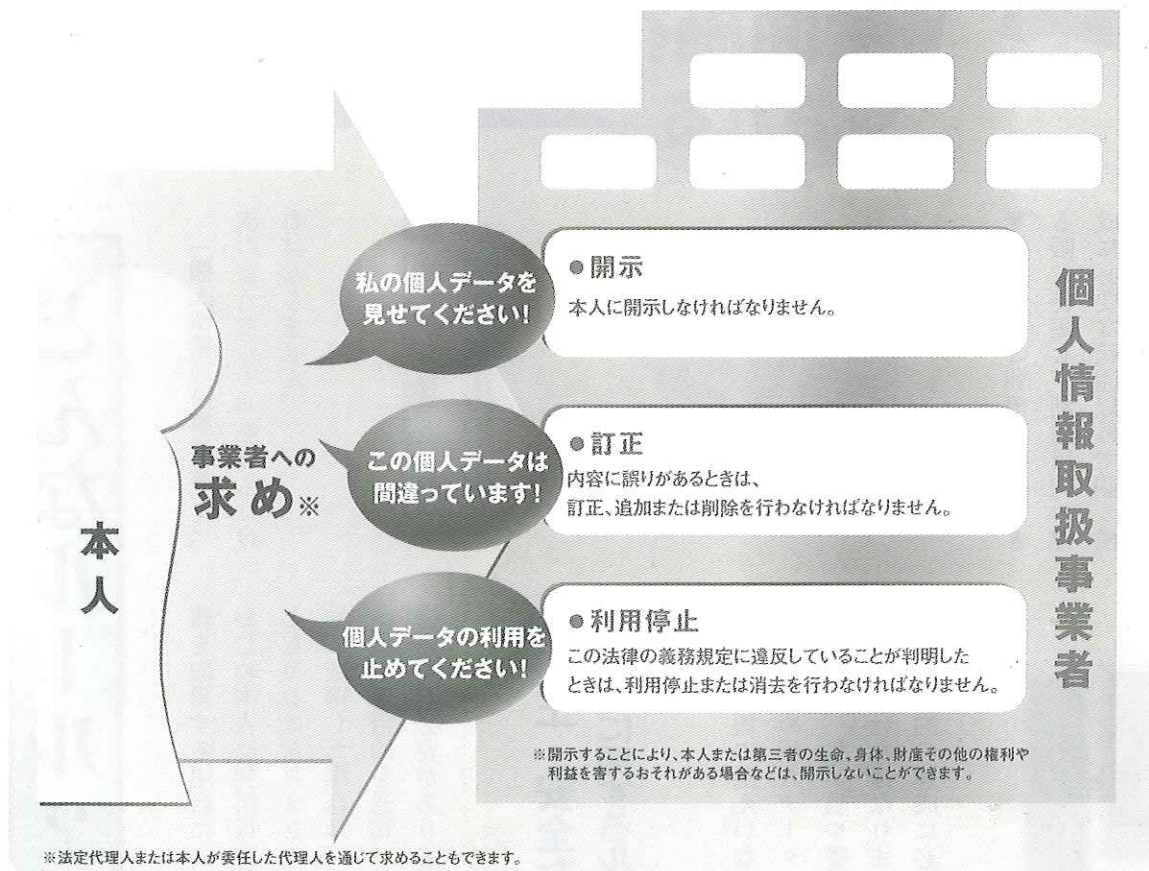 私の個人データを
見せてください!
●開示
本人に開示しなければなりません。
事業者への
求め※
この個人データは
間違っています!
●訂正
内容に誤りがあるときは、
訂正、追加または削除を行わなければなりません。
本人
個人データの利用を
止めてください!
●利用停止
この法律の義務規定に違反していることが判明した
ときは、利用停止または消去を行わなければなりません。
個人情報取扱事業者
※開示することにより、本人または第三者の生命、身体、財産その他の権利や
利益を害するおそれがある場合などは、開示しないことができます。
※法定代理人または本人が委任した代理人を通じて求めることもできます。